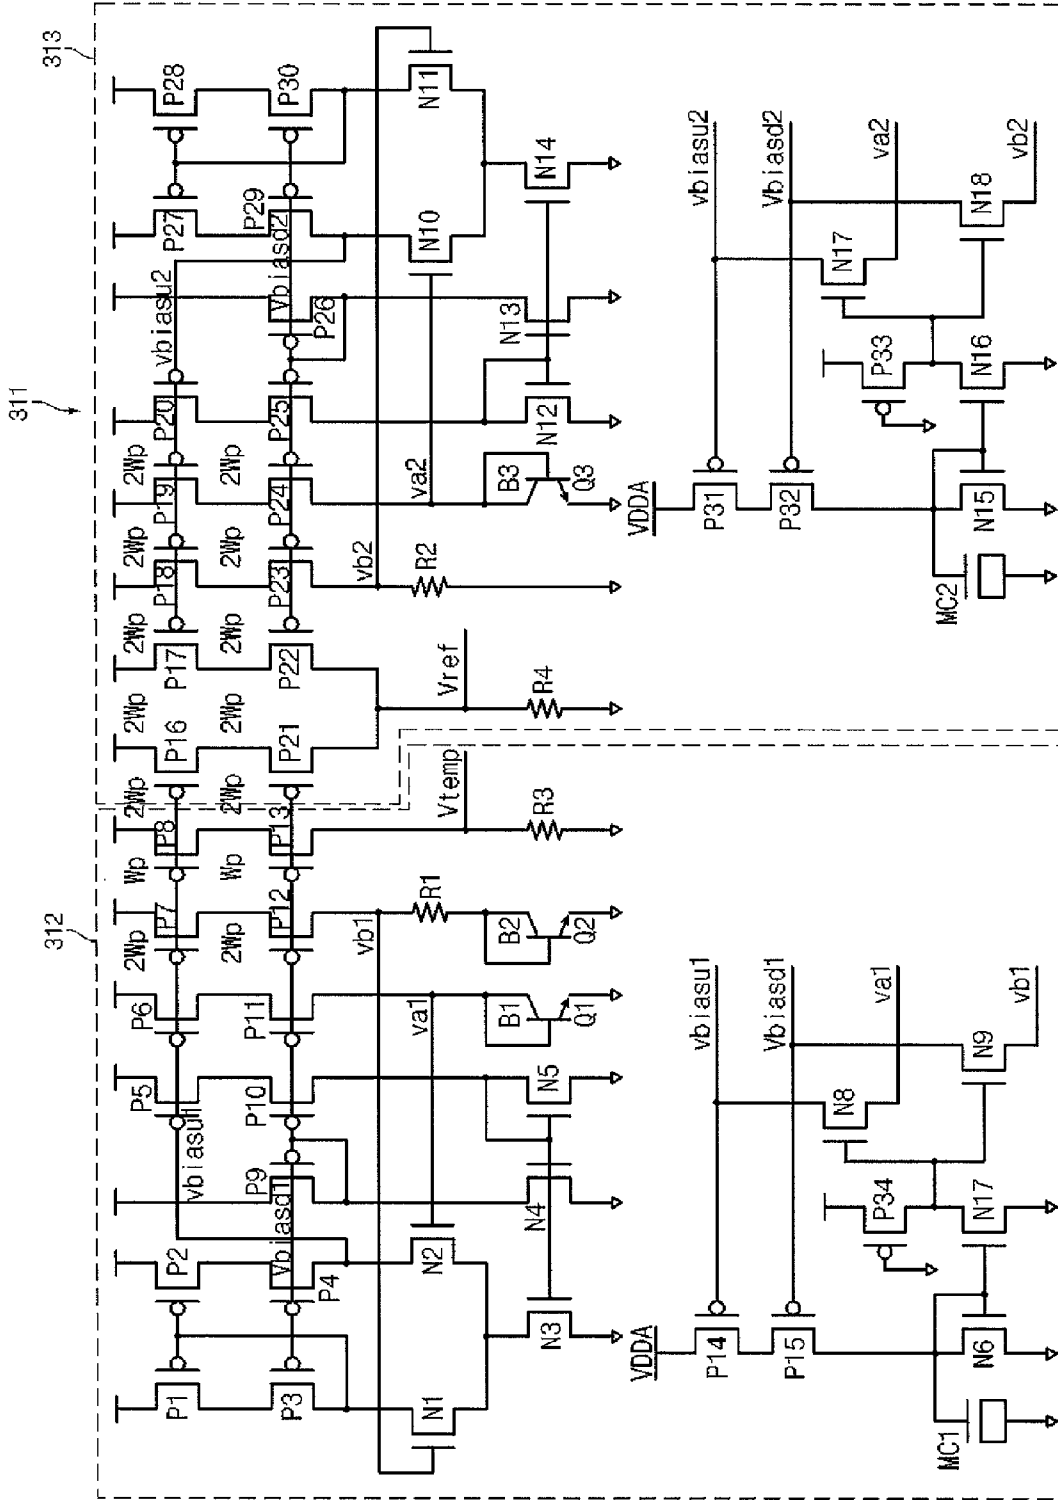 311
313
312
P1
P2
P5
P6
P7
P8
P16
P17
P18
P19
P20
P27
P28
2Wp
Wp
2Wp
2Wp
2Wp
2Wp
2Wp
vbiasu1
vbiasu2
P3
P4
P9
P10
P11
P12
P13
P21
P22
P23
P24
P25
P26
P29
P30
2Wp
Wp
2Wp
2Wp
2Wp
2Wp
2Wp
Vbiasd1
Vbiasd2
vb1
vb2
va1
va2
Vtemp
Vref
N1
N2
R1
R2
N10
N11
N3
N4
N5
B1
Q1
B2
Q2
R3
R4
B3
Q3
N12
N13
N14
VDDA
P14
P15
vbiasu1
Vbiasd1
MC1
N6
P34
N17
N8
va1
N9
vb1
VDDA
P31
P32
vbiasu2
Vbiasd2
MC2
N15
P33
N16
N17
va2
N18
vb2